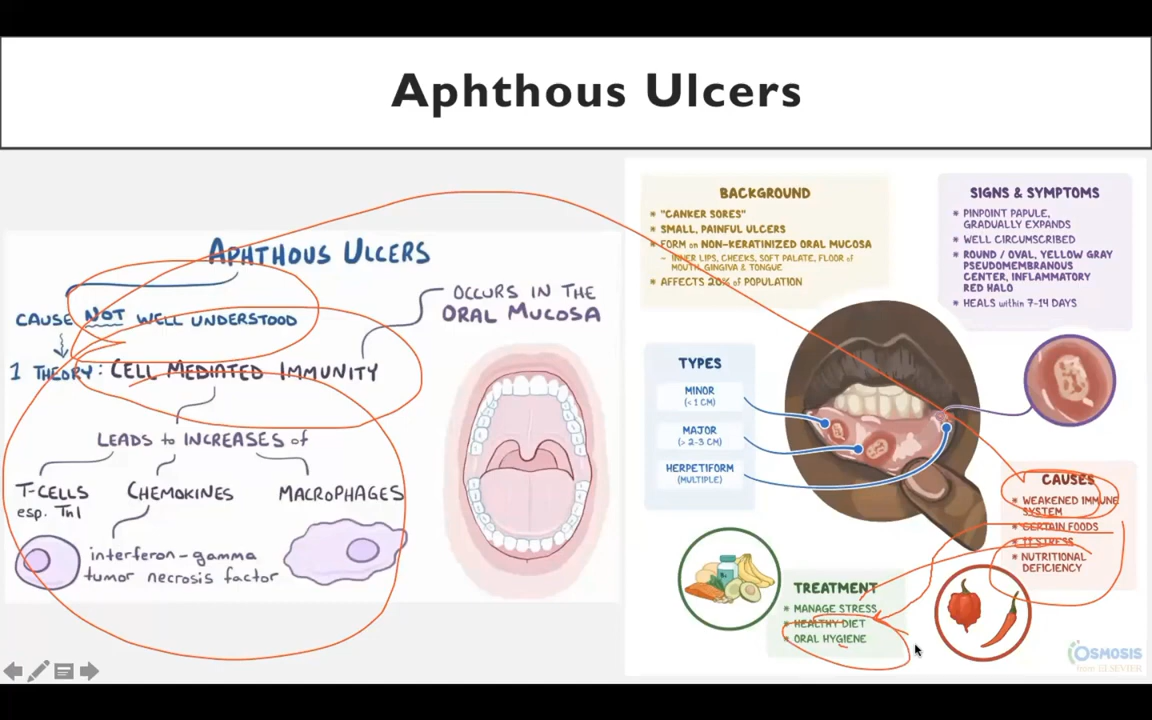 Aphthous Ulcers
APHTHOUS ULCERS
CAUSE NOT WELL UNDERSTOOD
1 THEORY: CELL MEDIATED IMMUNITY
OCCURS IN THE
ORAL MUCOSA
LEADS to INCREASES of
T-CELLS
esp. TH1
CHEMOKINES
MACROPHAGES
interferon-gamma
tumor necrosis factor
BACKGROUND
* "CANKER SORES"
* SMALL, PAINFUL ULCERS
* FORM on NON-KERATINIZED ORAL MUCOSA
- INNER LIPS, CHEEKS, SOFT PALATE, FLOOR of
MOUTH, GINGIVA & TONGUE
* AFFECTS 20% of POPULATION
SIGNS & SYMPTOMS
* PINPOINT PAPULE,
GRADUALLY EXPANDS
* WELL CIRCUMSCRIBED
* ROUND / OVAL, YELLOW GRAY
PSEUDOMEMBRANOUS
CENTER, INFLAMMATORY
RED HALO
* HEALS within 7-14 DAYS
TYPES
MINOR
(< 1 CM)
MAJOR
(> 2-3 CM)
HERPETIFORM
(MULTIPLE)
CAUSES
* WEAKENED IMMUNE
SYSTEM
* CERTAIN FOODS
* ↑↑ STRESS
* NUTRITIONAL
DEFICIENCY
TREATMENT
* MANAGE STRESS
* HEALTHY DIET
* ORAL HYGIENE
OSMOSIS
from ELSEVIER